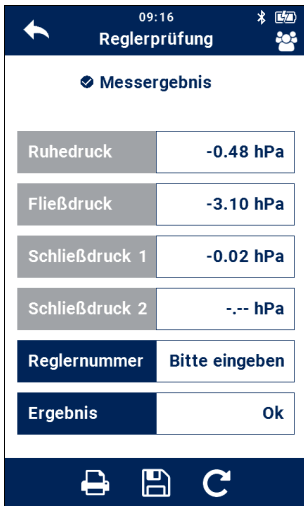 09:16
Reglerprüfung
Messergebnis
Ruhedruck -0.48 hPa
Fließdruck -3.10 hPa
Schließdruck 1 -0.02 hPa
Schließdruck 2 -.-- hPa
Reglernummer Bitte eingeben
Ergebnis Ok